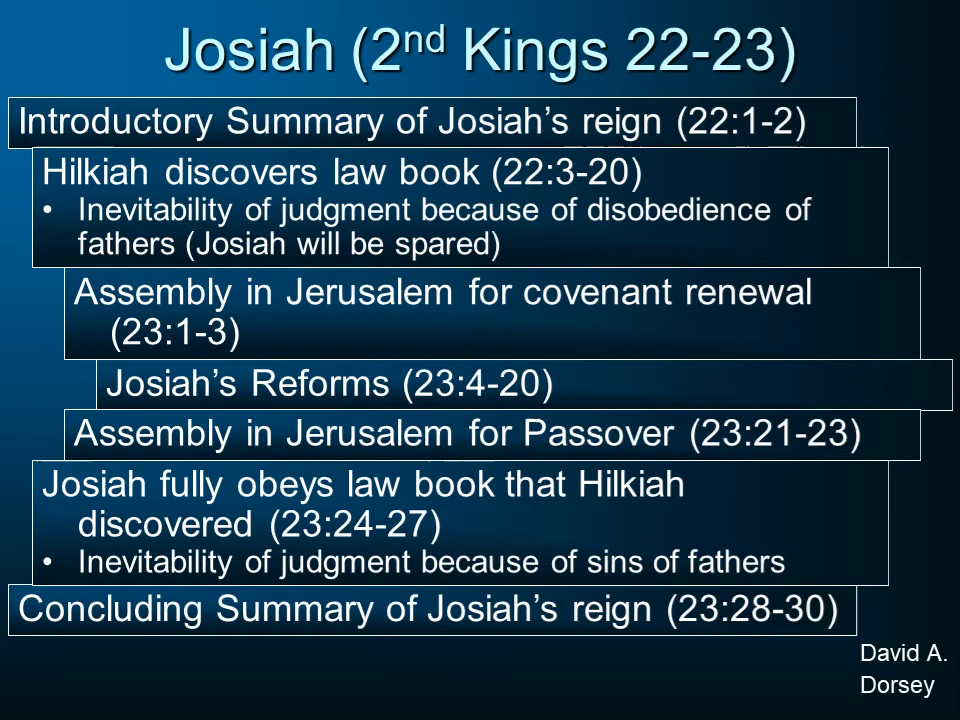 Josiah (2nd Kings 22-23)
Introductory Summary of Josiah’s reign (22:1-2)
Hilkiah discovers law book (22:3-20)
• Inevitability of judgment because of disobedience of
fathers (Josiah will be spared)
Assembly in Jerusalem for covenant renewal
(23:1-3)
Josiah’s Reforms (23:4-20)
Assembly in Jerusalem for Passover (23:21-23)
Josiah fully obeys law book that Hilkiah
discovered (23:24-27)
• Inevitability of judgment because of sins of fathers
Concluding Summary of Josiah’s reign (23:28-30)
David A.
Dorsey